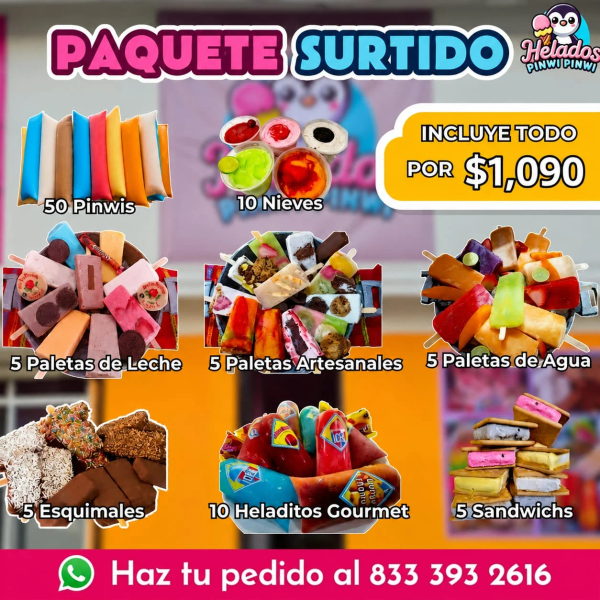 PAQUETE SURTIDO
Helados
PINWI PINWI
INCLUYE TODO
POR $1,090
50 Pinwis
10 Nieves
5 Paletas de Leche
5 Paletas Artesanales
5 Paletas de Agua
5 Esquimales
10 Heladitos Gourmet
5 Sandwichs
Haz tu pedido al 833 393 2616